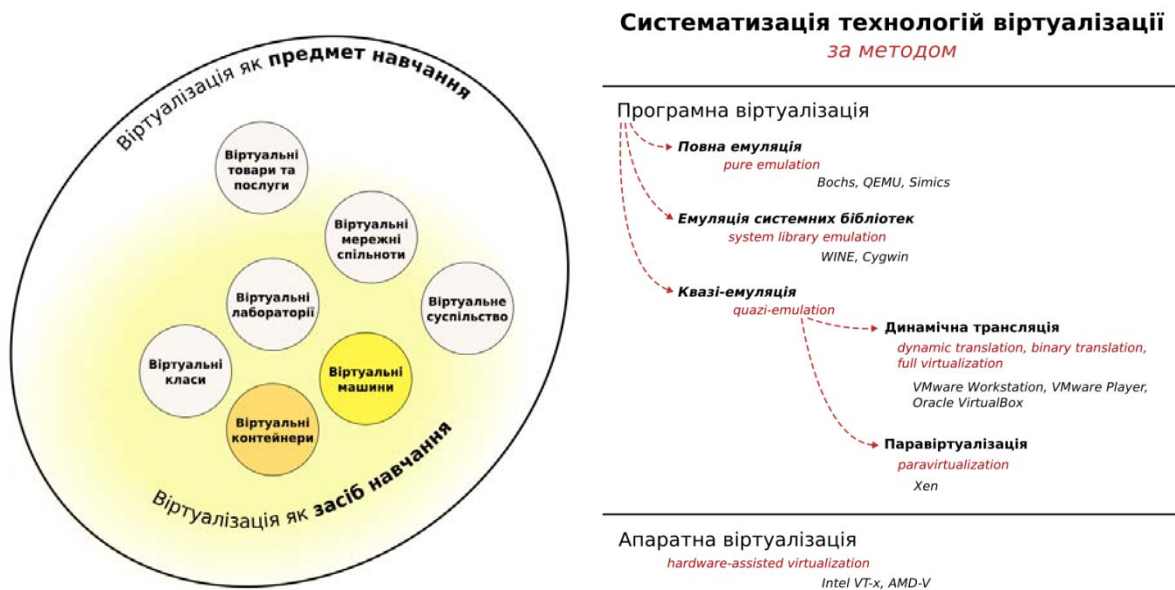 Віртуалізація як предмет навчання
Віртуальні
товари та
послуги
Віртуальні
мережні
спільноти
Віртуальні
лабораторії
Віртуальне
суспільство
Віртуальні
класи
Віртуальні
машини
Віртуальні
контейнери
Віртуалізація як засіб навчання
Систематизація технологій віртуалізації
за методом
Програмна віртуалізація
Повна емуляція
pure emulation
Bochs, QEMU, Simics
Емуляція системних бібліотек
system library emulation
WINE, Cygwin
Квазі-емуляція
quazi-emulation
Динамічна трансляція
dynamic translation, binary translation,
full virtualization
VMware Workstation, VMware Player,
Oracle VirtualBox
Паравіртуалізація
paravirtualization
Xen
Апаратна віртуалізація
hardware-assisted virtualization
Intel VT-x, AMD-V